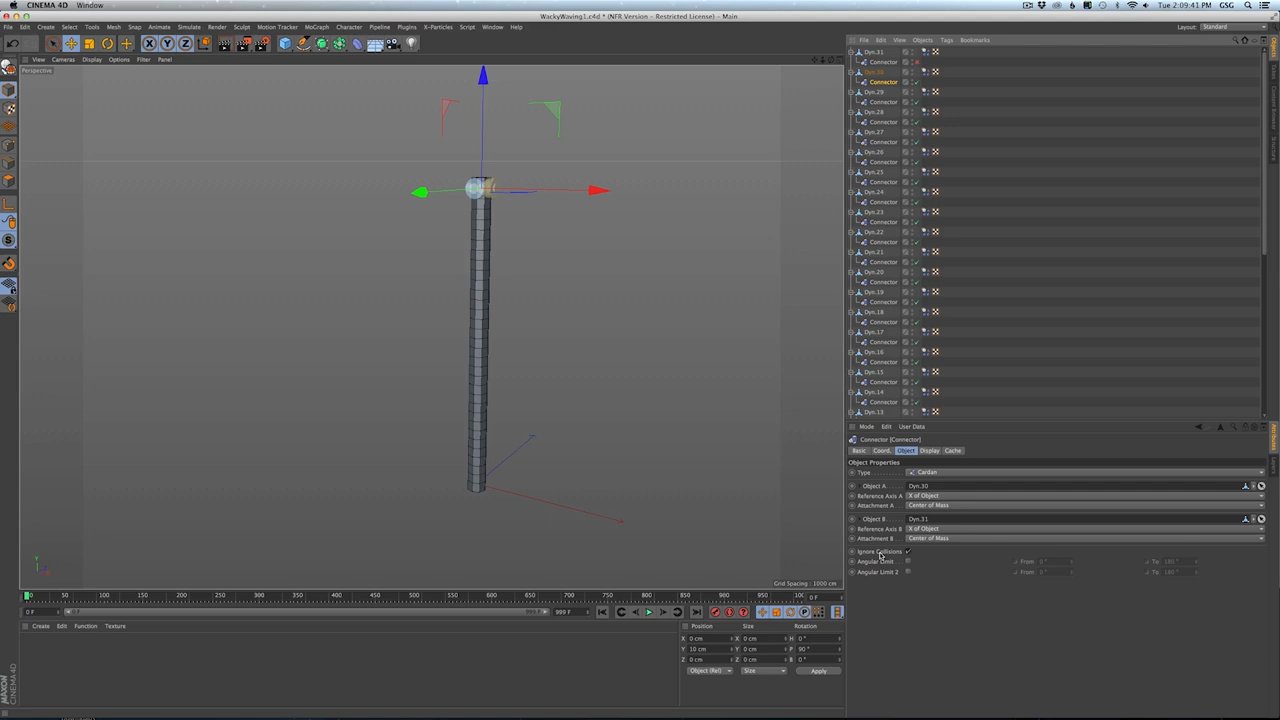 CINEMA 4D Window
Tue 2:09:41 PM GSG
WackyWaving1.c4d * (NFR Version - Restricted License) - Main
File Edit Create Select Tools Mesh Snap Animate Simulate Render Sculpt Motion Tracker MoGraph Character Pipeline Plugins X-Particles Script Window Help
Layout: Standard
View Cameras Display Options Filter Panel
File Edit View Objects Tags Bookmarks
Perspective
Dyn.31
Connector
Dyn.30
Connector
Dyn.29
Connector
Dyn.28
Connector
Dyn.27
Connector
Dyn.26
Connector
Dyn.25
Connector
Dyn.24
Connector
Dyn.23
Connector
Dyn.22
Connector
Dyn.21
Connector
Dyn.20
Connector
Dyn.19
Connector
Dyn.18
Connector
Dyn.17
Connector
Dyn.16
Connector
Dyn.15
Connector
Dyn.14
Connector
Dyn.13
Mode Edit User Data
Connector [Connector]
Basic Coord. Object Display Cache
Object Properties
Type Cardan
Object A Dyn.30
Reference Axis A X of Object
Attachment A Center of Mass
Object B Dyn.31
Reference Axis B X of Object
Attachment B Center of Mass
Ignore Collisions
Angular Limit From To 180 °
Angular Limit 2 From To 180 °
Grid Spacing : 1000 cm
50 100 150 200 250 300 350 400 450 500 550 600 650 700 750 800 850 900 950 0 F
0 F 0 F 999 F 999 F
Create Edit Function Texture
Position Size Rotation
X 0 cm X 0 cm H 0 °
Y 10 cm Y 0 cm P 90 °
Z 0 cm Z 0 cm B 0 °
Object (Rel) Size Apply
MAXON
CINEMA 4D